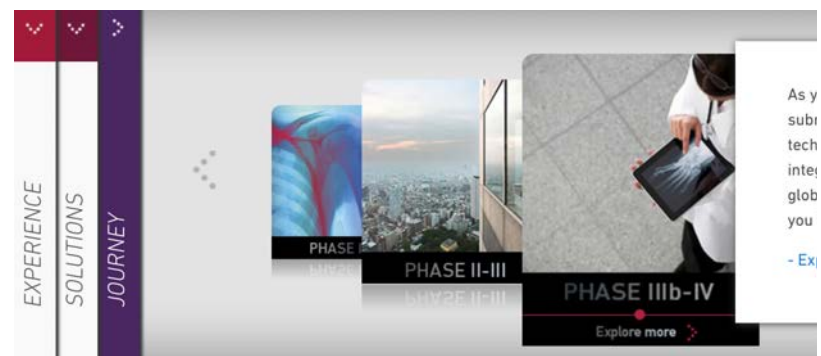 EXPERIENCE
SOLUTIONS
JOURNEY
PHASE
PHASE II-III
PHASE IIIb-IV
Explore more
As y
subr
tech
integ
glob
you
- Exp